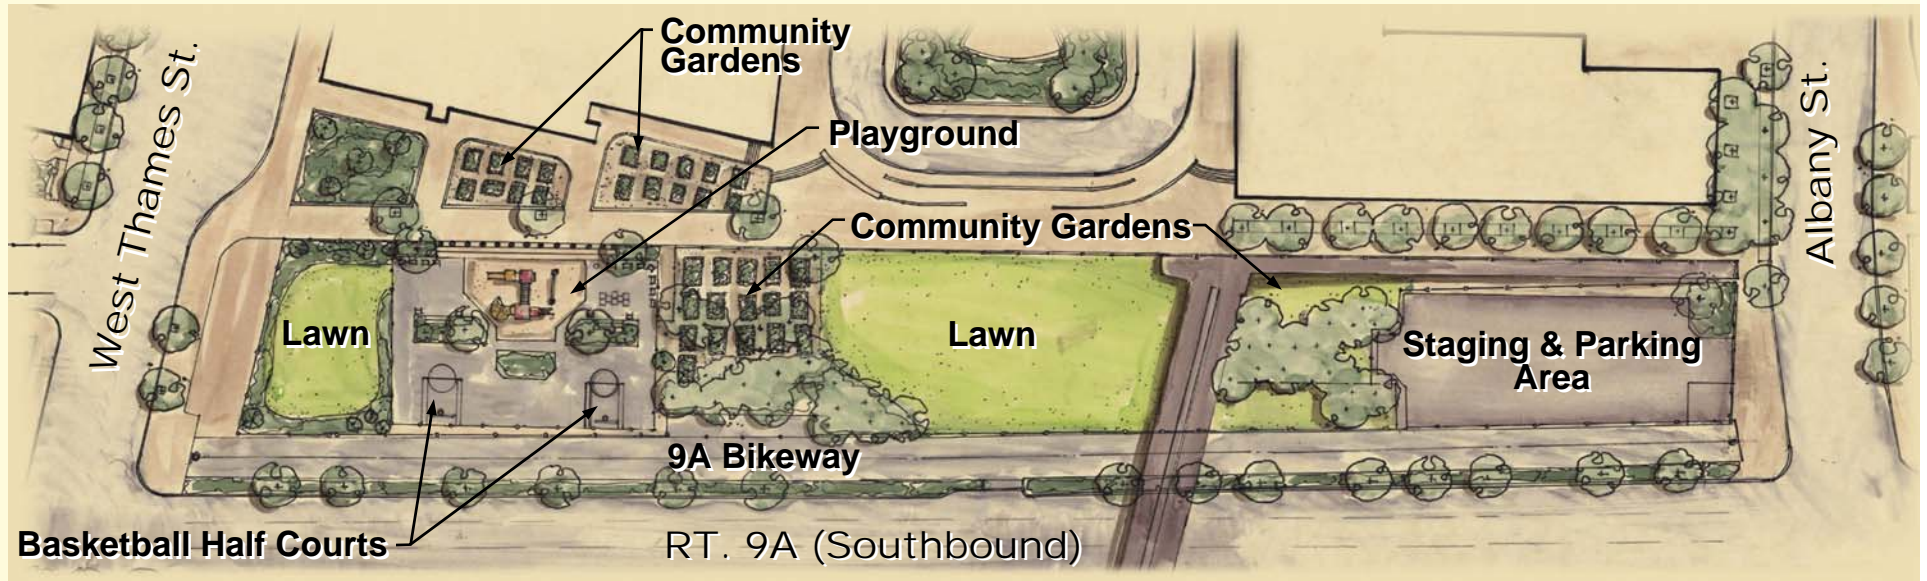 Community
Gardens
West Thames St.
Playground
Albany St.
Community Gardens
Lawn
Lawn
Staging & Parking
Area
9A Bikeway
Basketball Half Courts
RT. 9A (Southbound)